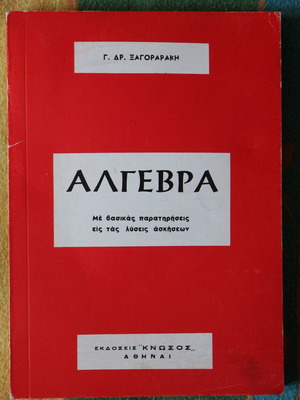 Γ. ΔΡ. ΞΑΓΟΡΑΡΑΚΗ
ΑΛΓΕΒΡΑ
Μὲ βασικὰς παρατηρήσεις
εἰς τὰς λύσεις ἀσκήσεων
ΕΚΔΟΣΕΙΣ "ΚΝΩΣΟΣ,,
ΑΘΗΝΑΙ